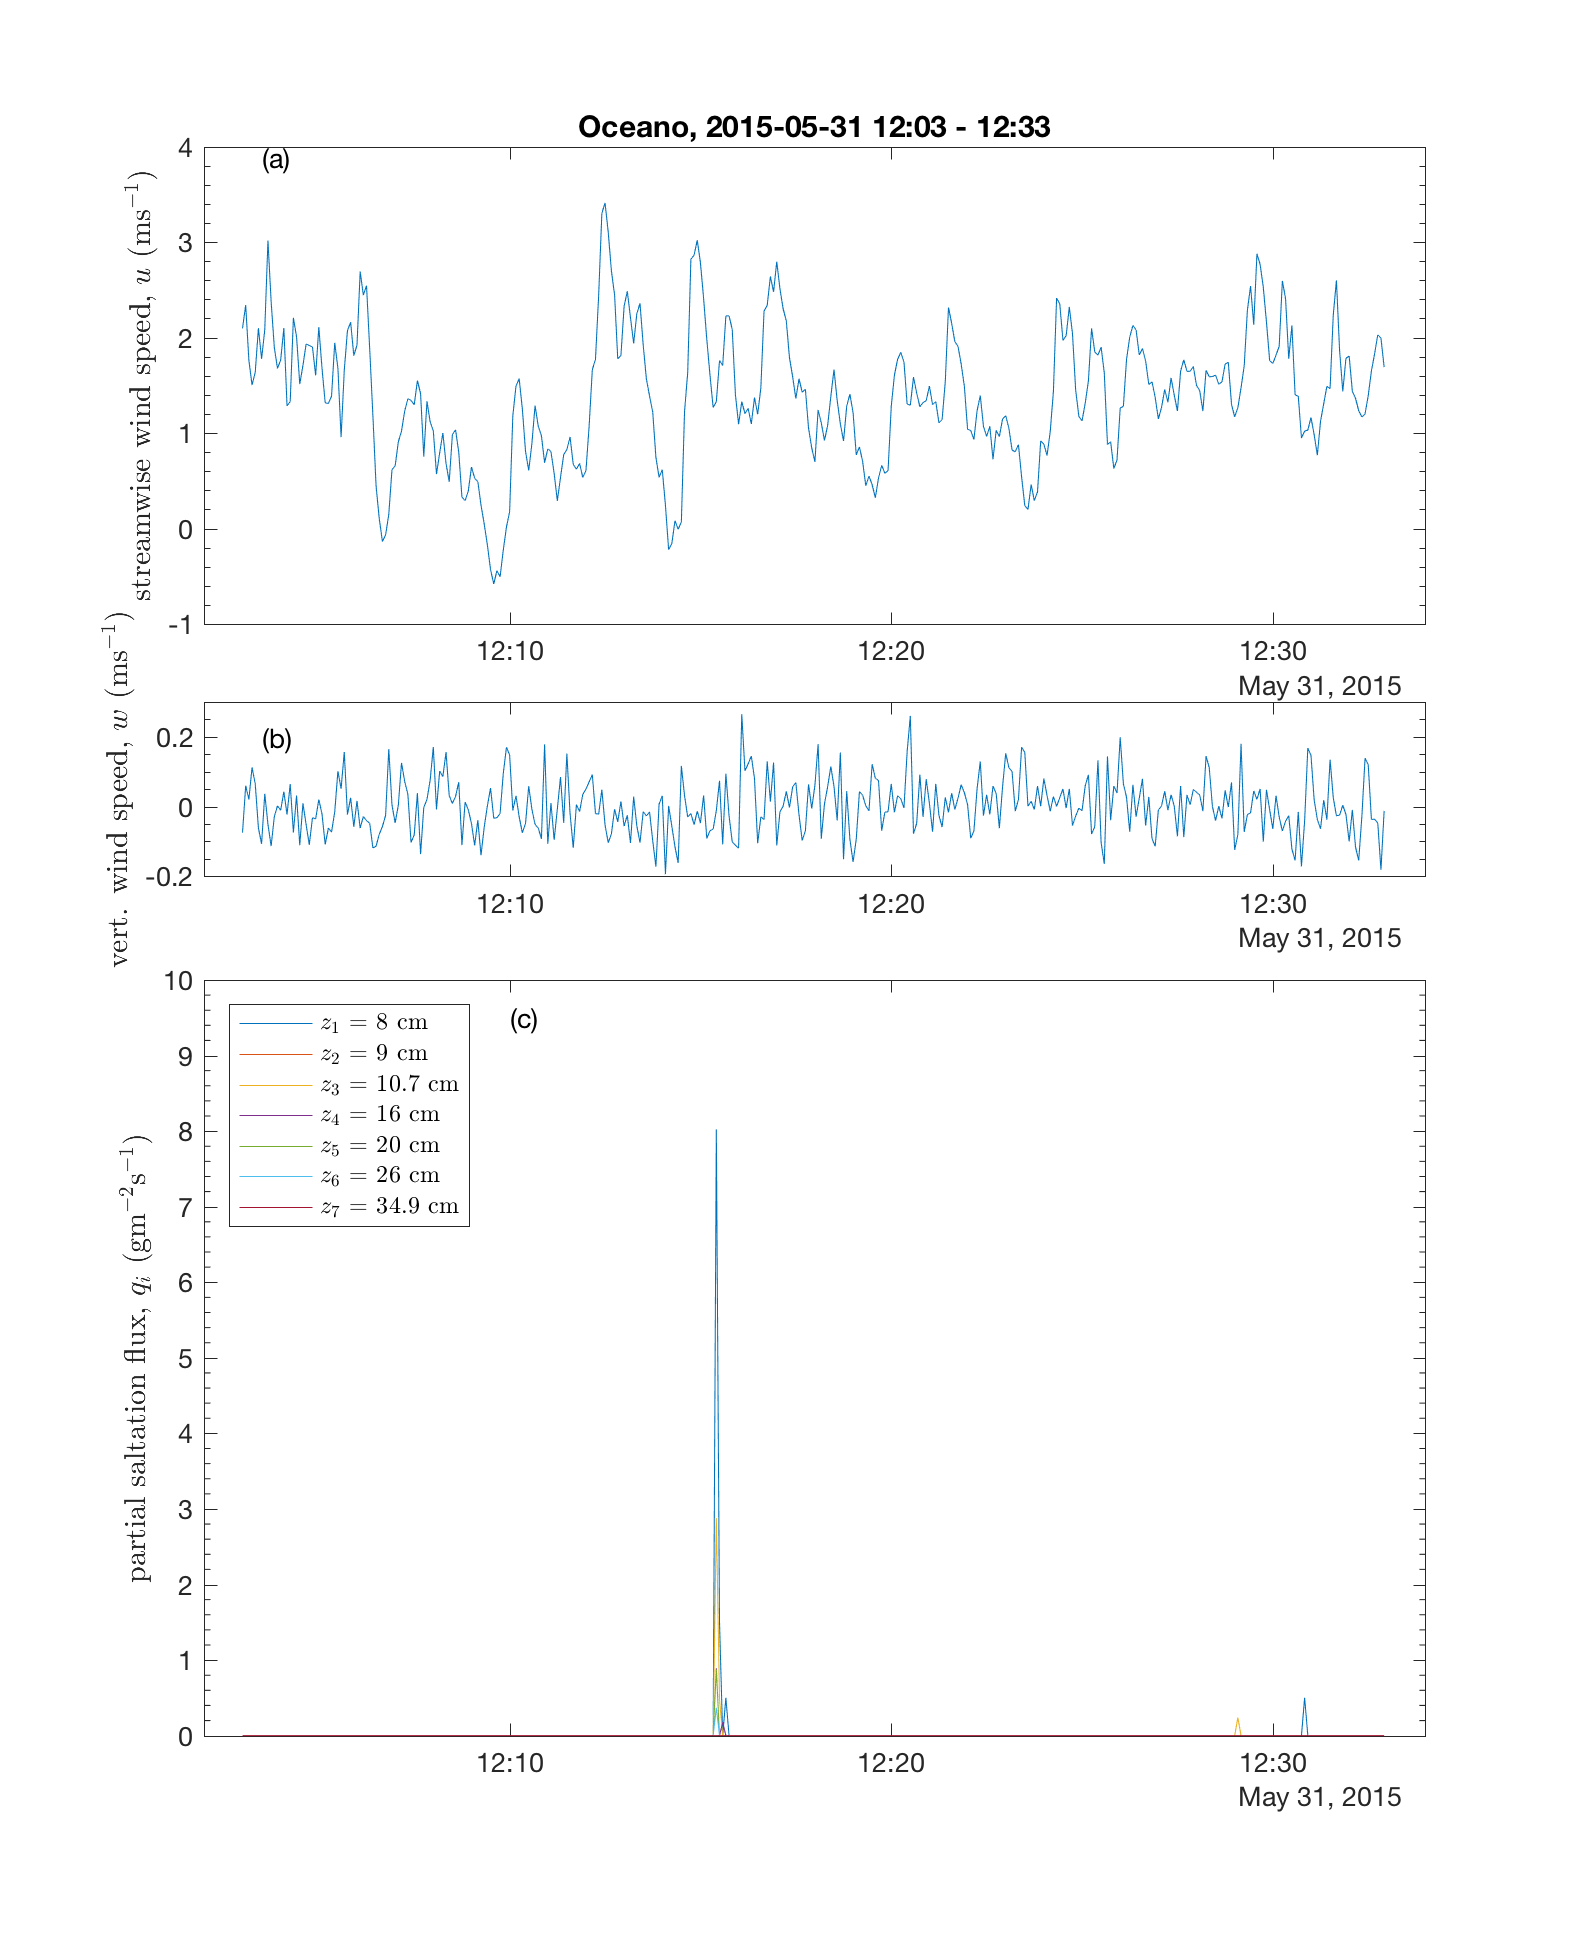 Oceano, 2015-05-31 12:03 - 12:33
(a)
streamwise wind speed, u (ms⁻¹)
4
3
2
1
0
-1
12:10 12:20 12:30
May 31, 2015
(b)
vert. wind speed, w (ms⁻¹)
0.2
0
-0.2
12:10 12:20 12:30
May 31, 2015
(c)
partial saltation flux, qᵢ (gm⁻²s⁻¹)
10
9
8
7
6
5
4
3
2
1
0
z₁ = 8 cm
z₂ = 9 cm
z₃ = 10.7 cm
z₄ = 16 cm
z₅ = 20 cm
z₆ = 26 cm
z₇ = 34.9 cm
12:10 12:20 12:30
May 31, 2015